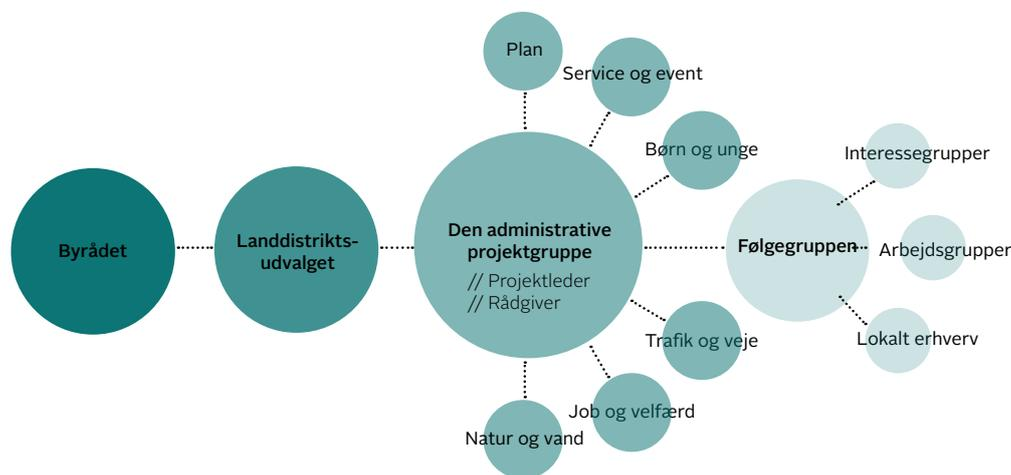 Plan
Service og event
Børn og unge
Interessegrupper
Byrådet
Landdistrikts-
udvalget
Den administrative
projektgruppe
// Projektleder
// Rådgiver
Følgegruppen
Arbejdsgrupper
Trafik og veje
Lokalt erhverv
Job og velfærd
Natur og vand